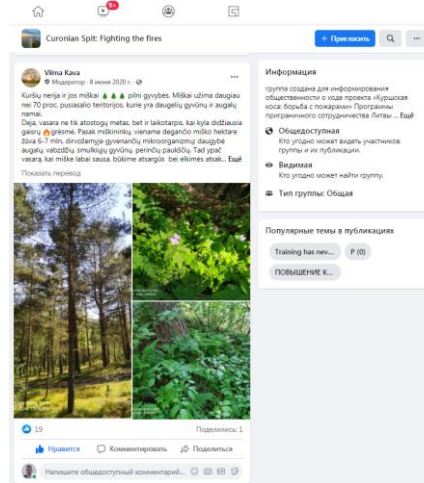 9+
Curonian Spit: Fighting the fires
+ Пригласить
Vilma Kava
Модератор · 8 июня 2020 г. ·
Kuršių nerija ir jos miškai 🌲🌲🌲 pilni gyvybės. Miškai užima daugiau
nei 70 proc. pusiasalio teritorijos, kurie yra daugelių gyvūnų ir augalų
namai.
Deja, vasara ne tik atostogų metas, bet ir laikotarpis, kai kyla didžiausia
gaisrų 🔥grėsmė. Pasak miškininkų, viename degančio miško hektare
žūva 6-7 mln. dirvožemyje gyvenančių mikroorganizmų; daugybė
augalų, vabzdžių, smulkiųjų gyvūnų, perinčių paukščių. Tad ypač
vasarą, kai miške labai sausa, būkime atsargūs bei elkimės atsak... Ещё
Показать перевод
19
Поделились: 1
Нравится
Комментировать
Поделиться
Напишите общедоступный комментарий...
Информация
группа создана для информирования
общественности о ходе проекта «Куршская
коса: борьба с пожарами» Программы
приграничного сотрудничества Литвы ... Ещё
Общедоступная
Кто угодно может видеть участников
группы и их публикации.
Видимая
Кто угодно может найти группу.
Тип группы: Общая
Популярные темы в публикациях
Training has nev...
P (0)
ПОВЫШЕНИЕ К...